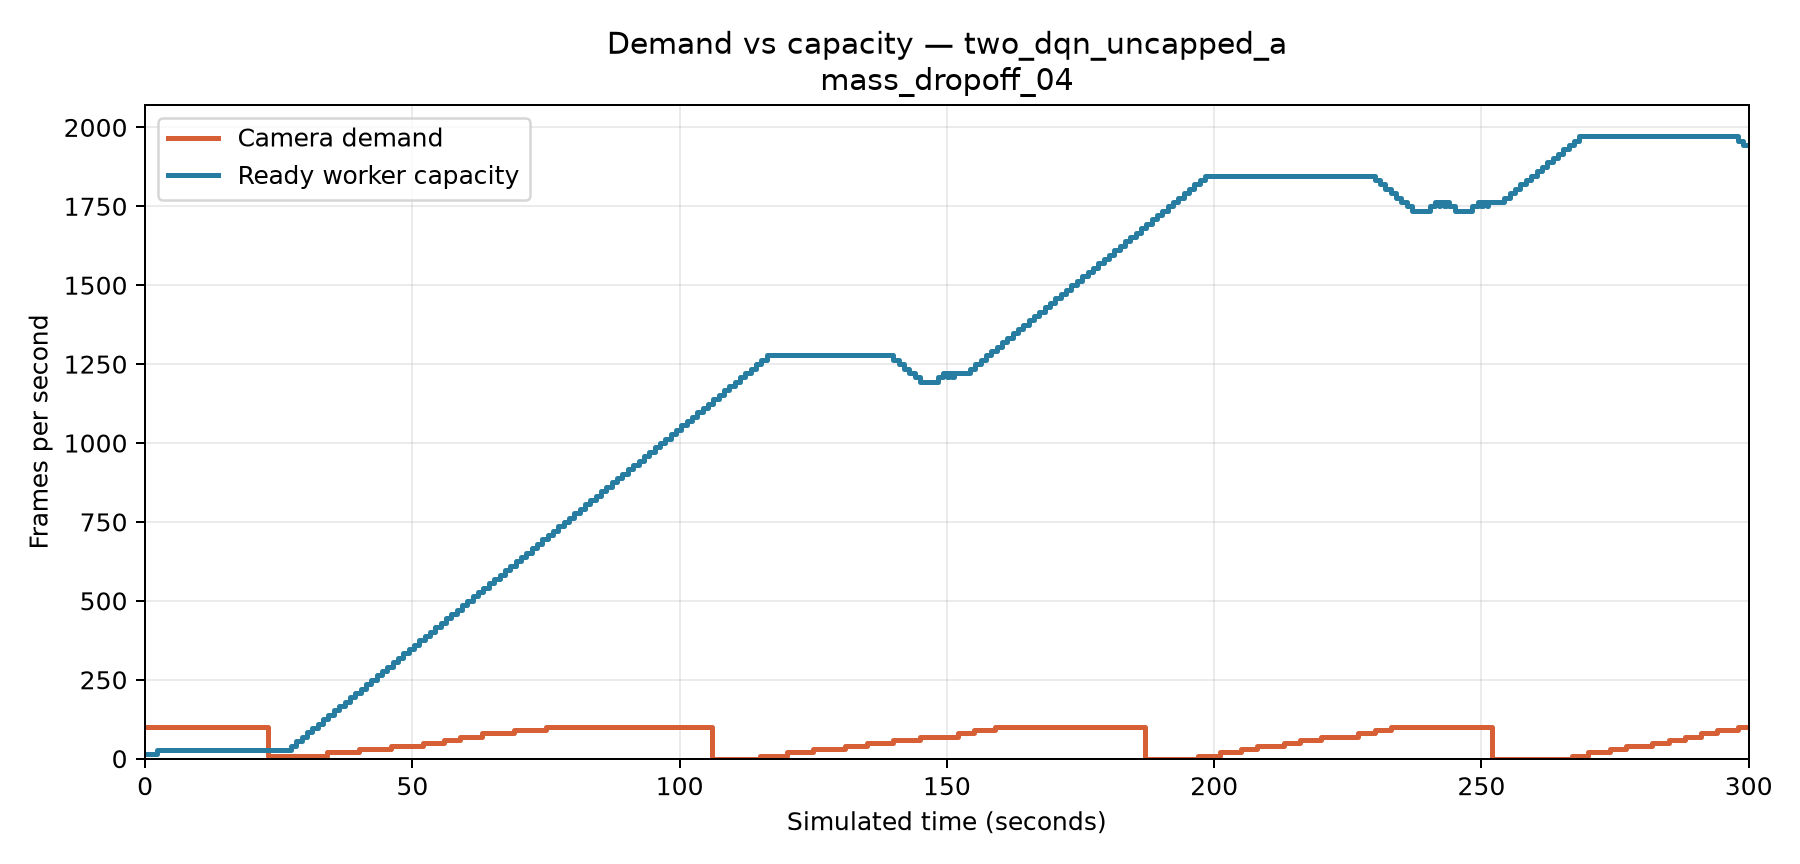 Demand vs capacity — two_dqn_uncapped_a
mass_dropoff_04
Camera demand
Ready worker capacity
Frames per second
2000
1750
1500
1250
1000
750
500
250
0
0 50 100 150 200 250 300
Simulated time (seconds)